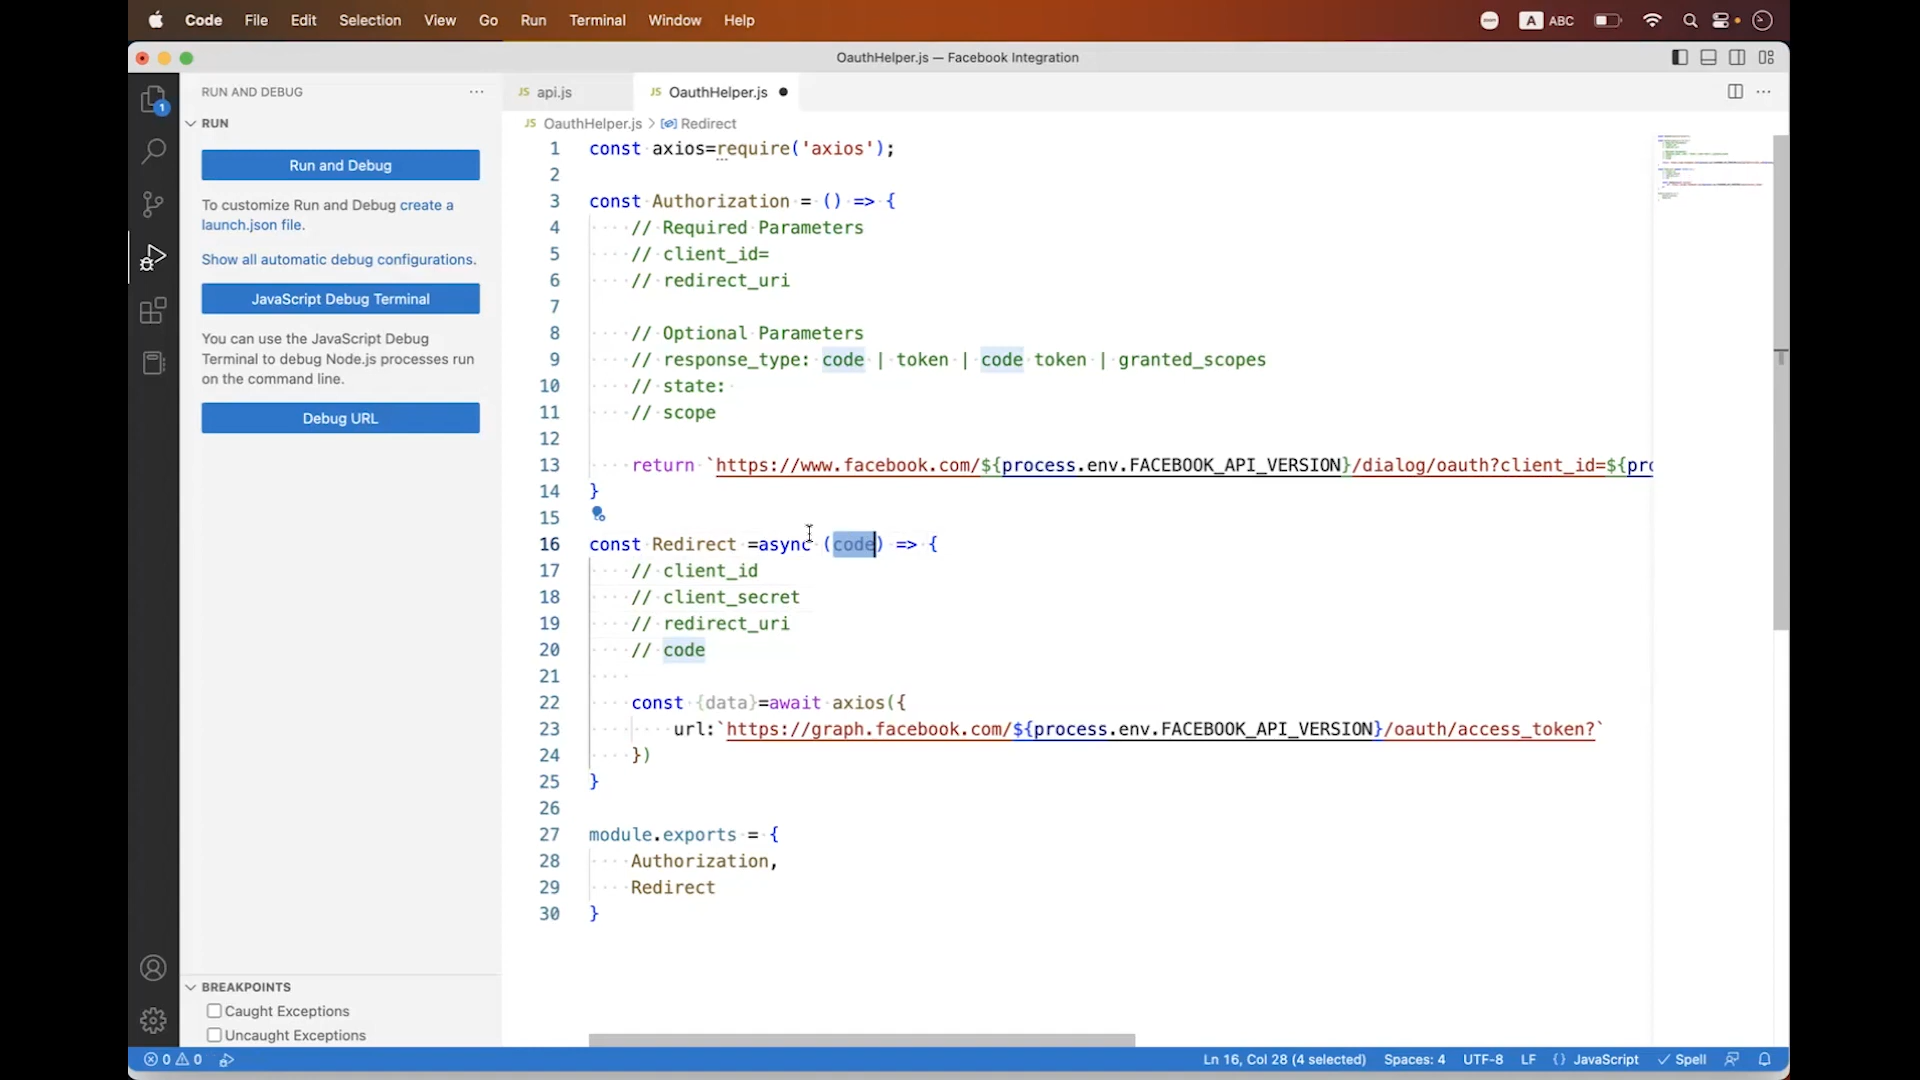 Code File Edit Selection View Go Run Terminal Window Help A ABC
OauthHelper.js — Facebook Integration
RUN AND DEBUG
RUN
Run and Debug
To customize Run and Debug create a
launch.json file.
Show all automatic debug configurations.
JavaScript Debug Terminal
You can use the JavaScript Debug
Terminal to debug Node.js processes run
on the command line.
Debug URL
BREAKPOINTS
Caught Exceptions
Uncaught Exceptions
1
JS api.js JS OauthHelper.js
JS OauthHelper.js > Redirect
1 const axios=require('axios');
2
3 const Authorization = () => {
4 // Required Parameters
5 // client_id=
6 // redirect_uri
7
8 // Optional Parameters
9 // response_type: code | token | code token | granted_scopes
10 // state:
11 // scope
12
13 return `https://www.facebook.com/${process.env.FACEBOOK_API_VERSION}/dialog/oauth?client_id=${pro
14 }
15
16 const Redirect =async (code) => {
17 // client_id
18 // client_secret
19 // redirect_uri
20 // code
21
22 const {data}=await axios({
23 url:`https://graph.facebook.com/${process.env.FACEBOOK_API_VERSION}/oauth/access_token?`
24 })
25 }
26
27 module.exports = {
28 Authorization,
29 Redirect
30 }
0 0 Ln 16, Col 28 (4 selected) Spaces: 4 UTF-8 LF {} JavaScript Spell